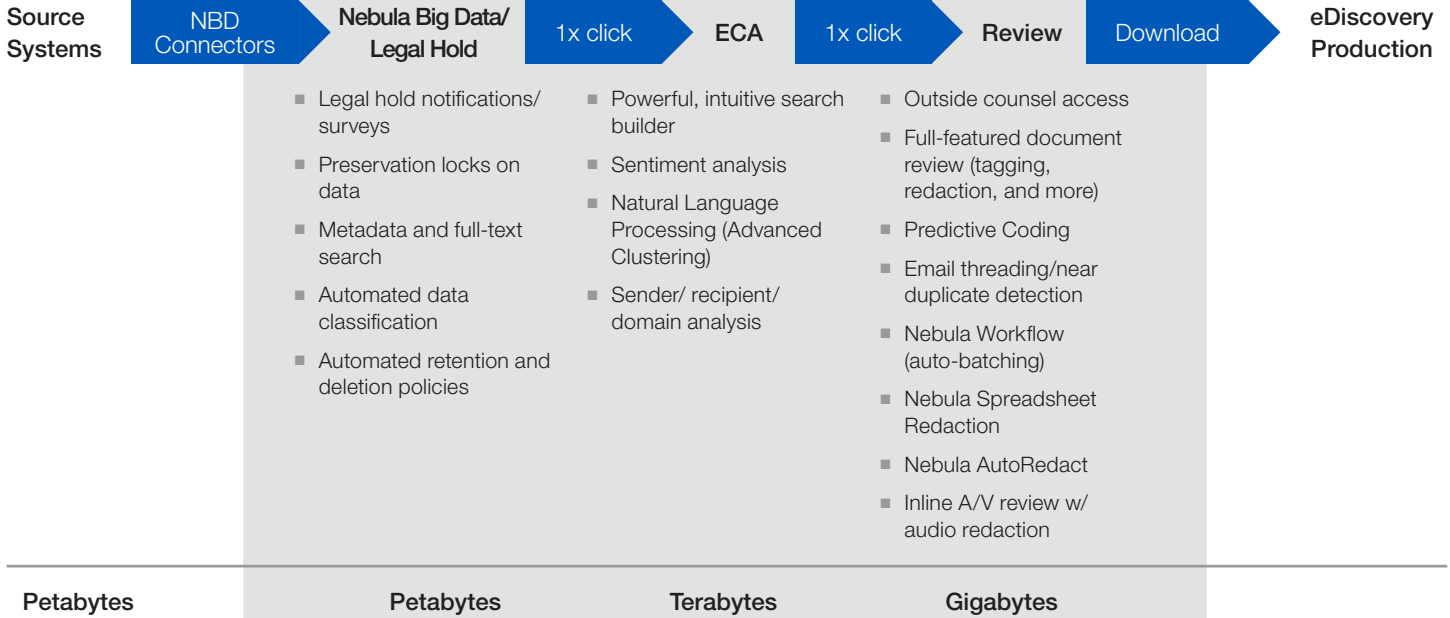 Source
Systems
NBD
Connectors
Nebula Big Data/
Legal Hold
1x click
ECA
1x click
Review
Download
eDiscovery
Production
■ Legal hold notifications/
surveys
■ Preservation locks on
data
■ Metadata and full-text
search
■ Automated data
classification
■ Automated retention and
deletion policies
■ Powerful, intuitive search
builder
■ Sentiment analysis
■ Natural Language
Processing (Advanced
Clustering)
■ Sender/ recipient/
domain analysis
■ Outside counsel access
■ Full-featured document
review (tagging,
redaction, and more)
■ Predictive Coding
■ Email threading/near
duplicate detection
■ Nebula Workflow
(auto-batching)
■ Nebula Spreadsheet
Redaction
■ Nebula AutoRedact
■ Inline A/V review w/
audio redaction
Petabytes
Petabytes
Terabytes
Gigabytes